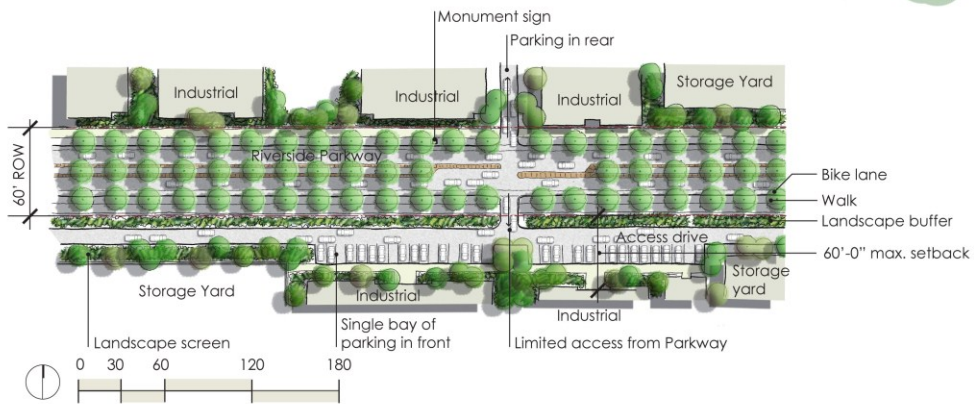 Monument sign
Parking in rear
Storage Yard
Industrial
Industrial
Industrial
Riverside Parkway
60' ROW
Bike lane
Walk
Landscape buffer
Access drive
60'-0" max. setback
Storage
yard
Storage Yard
Industrial
Industrial
Landscape screen
Single bay of
parking in front
Limited access from Parkway
0 30 60 120 180